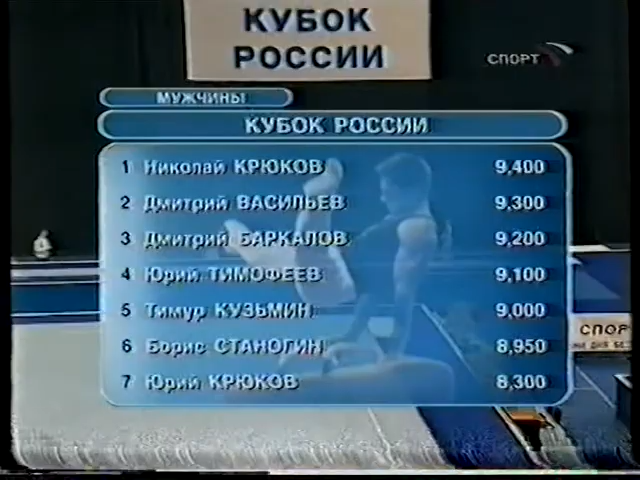 КУБОК
РОССИИ
СПОРТ
МУЖЧИНЫ
КУБОК РОССИИ
1 Николай КРЮКОВ 9,400
2 Дмитрий ВАСИЛЬЕВ 9,300
3 Дмитрий БАРКАЛОВ 9,200
4 Юрий ТИМОФЕЕВ 9,100
5 Тимур КУЗЬМИН 9,000
6 Борис СТАНОГИН 8,950
7 Юрий КРЮКОВ 8,300
СПОР